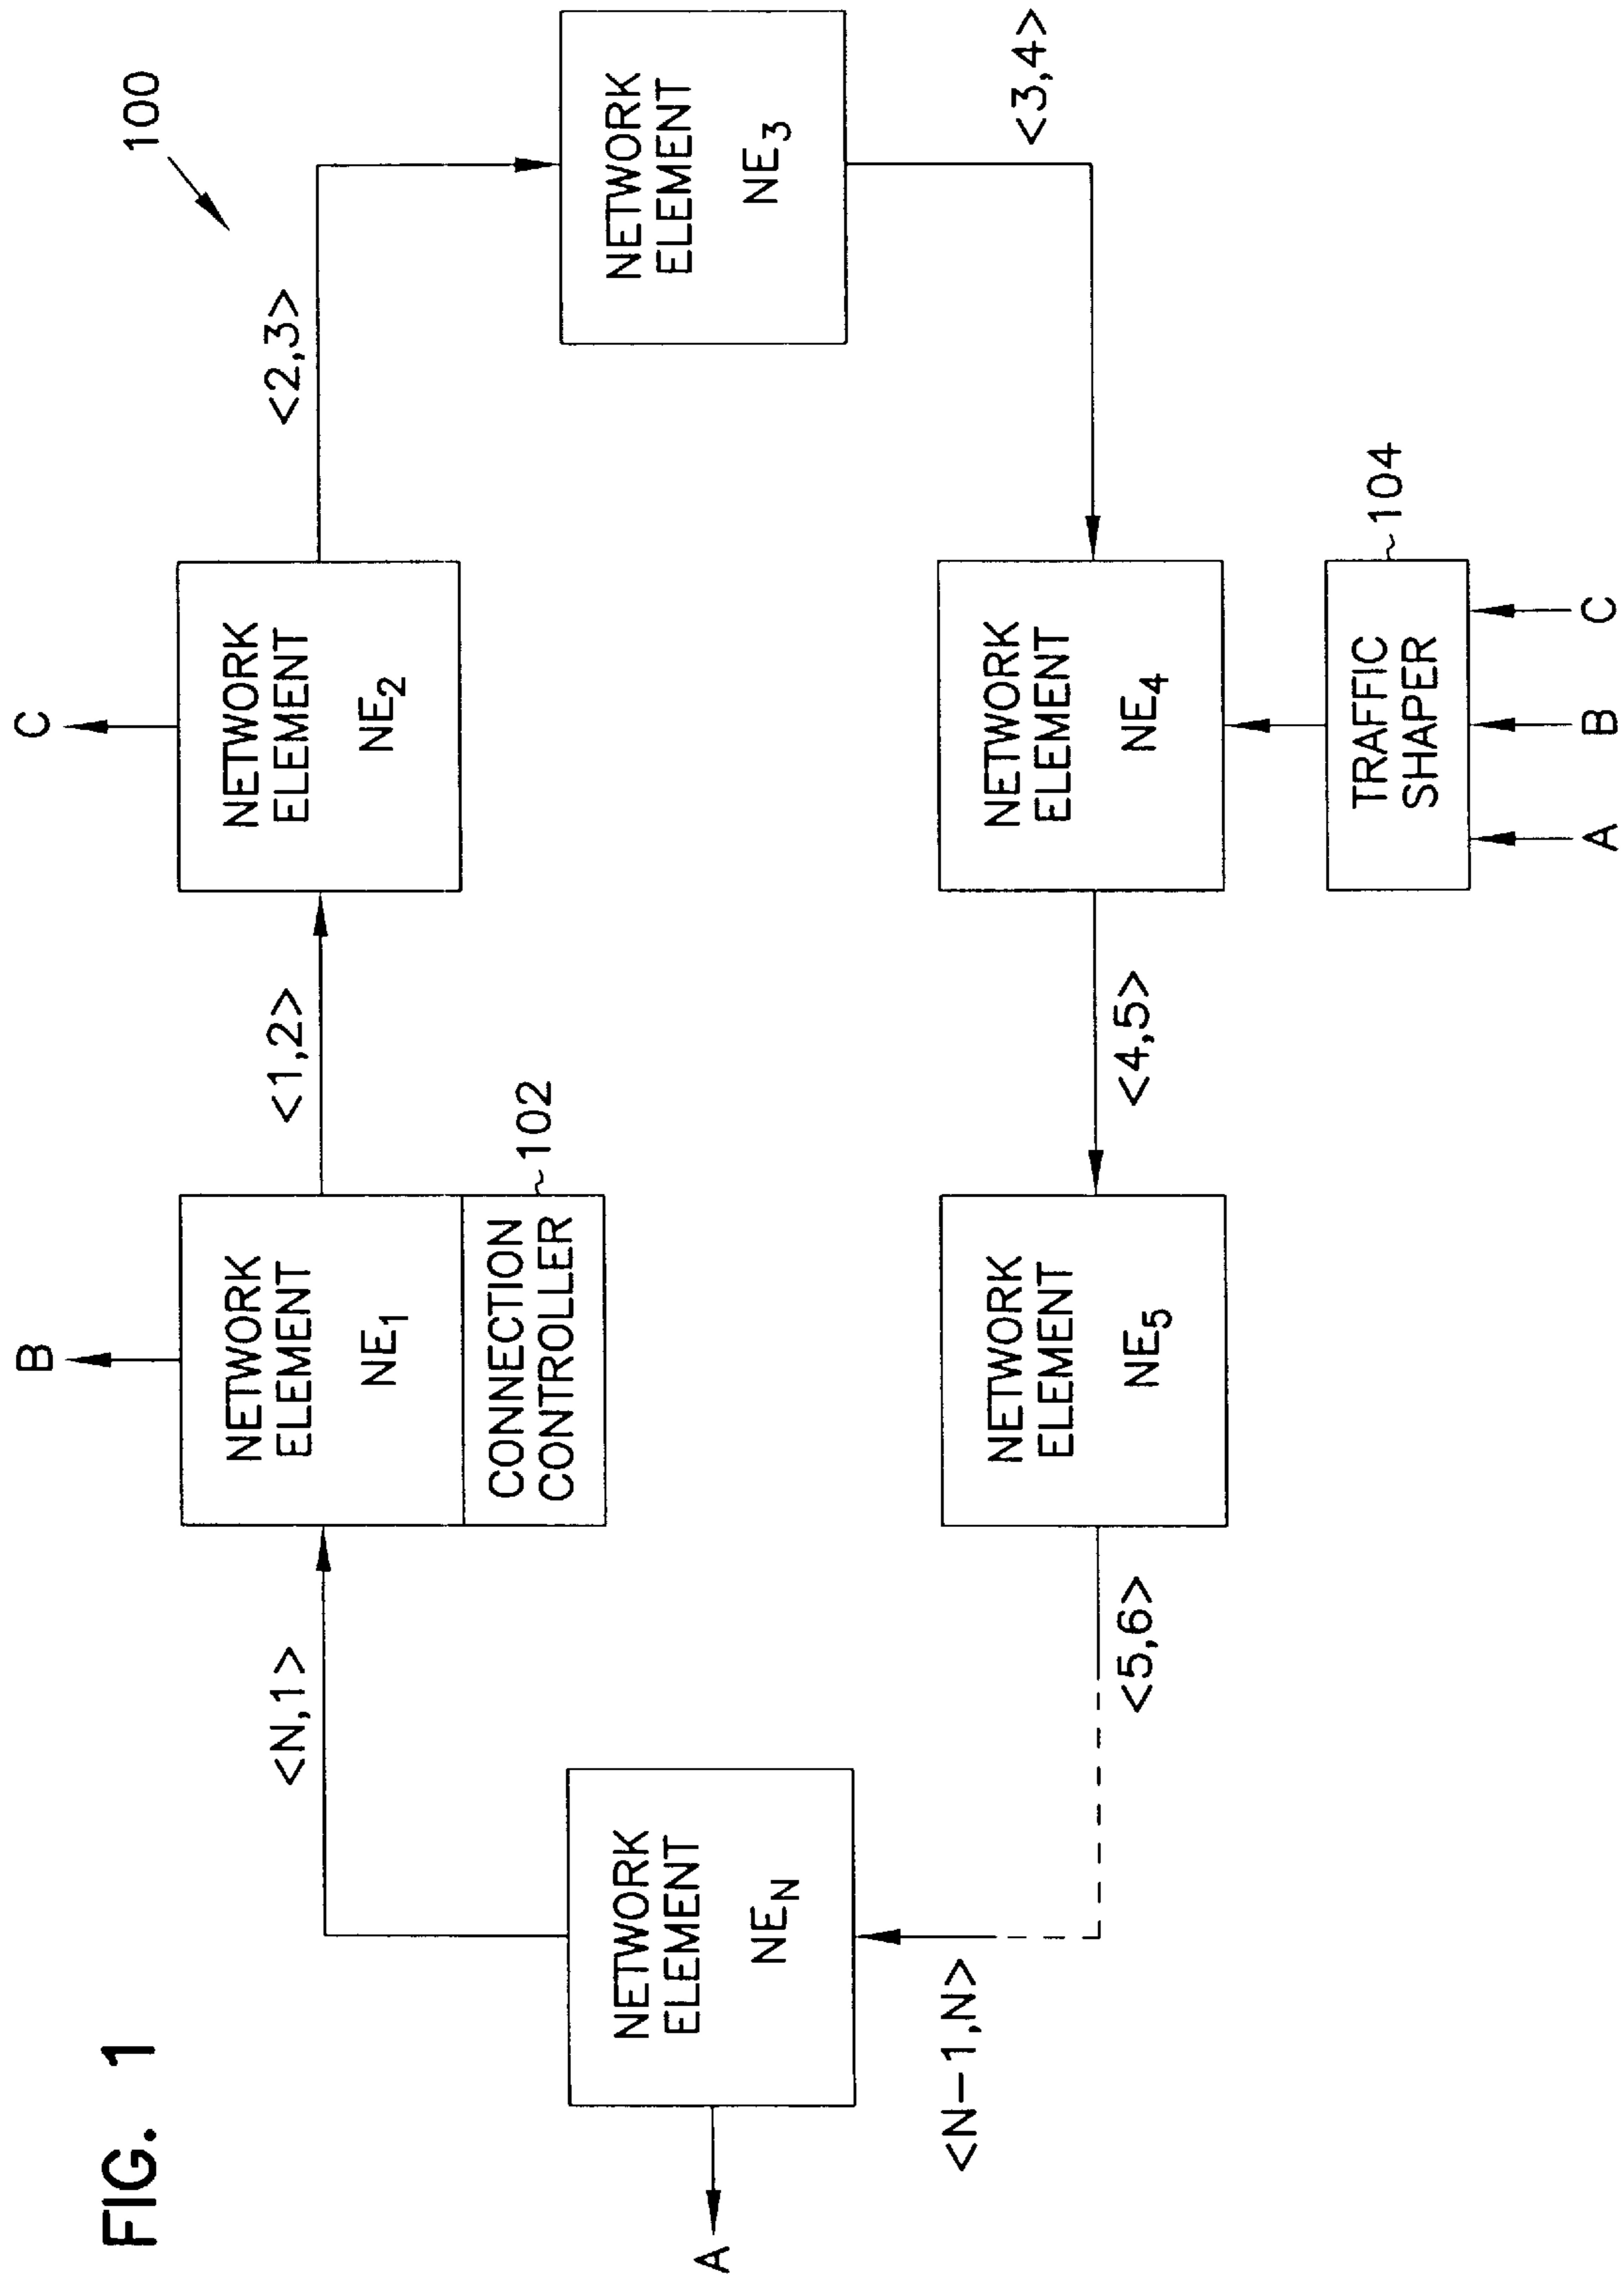 FIG. 1
100
B
C
<N,1>
<1,2>
<2,3>
NETWORK
ELEMENT
NE1
CONNECTION
CONTROLLER
102
NETWORK
ELEMENT
NE2
NETWORK
ELEMENT
NEN
A
NETWORK
ELEMENT
NE3
<N-1,N>
<5,6>
NETWORK
ELEMENT
NE5
<4,5>
NETWORK
ELEMENT
NE4
<3,4>
TRAFFIC
SHAPER
104
A
B
C